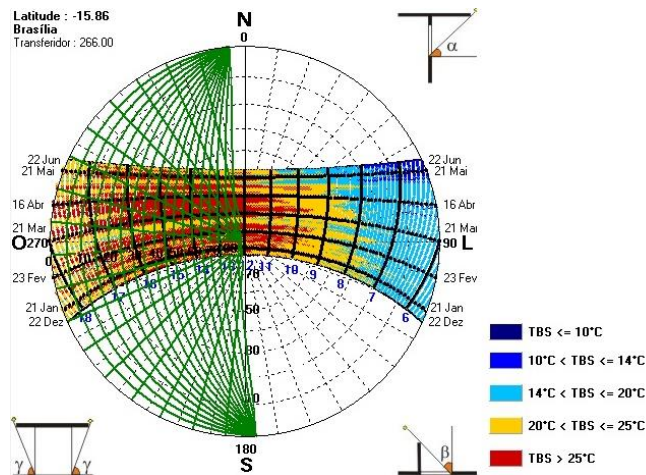 Latitude : -15.86
Brasília
Transferidor : 266.00
N
0
α
22 Jun
21 Mai
16 Abr
21 Mar
O 270
0
23 Fev
21 Jan
22 Dez
22 Jun
21 Mai
16 Abr
21 Mar
90 L
23 Fev
21 Jan
22 Dez
18
17
16
15
14
13
12
11
10
9
8
7
6
70
50
30
180
S
γ γ
β
TBS <= 10°C
10°C < TBS <= 14°C
14°C < TBS <= 20°C
20°C < TBS <= 25°C
TBS > 25°C